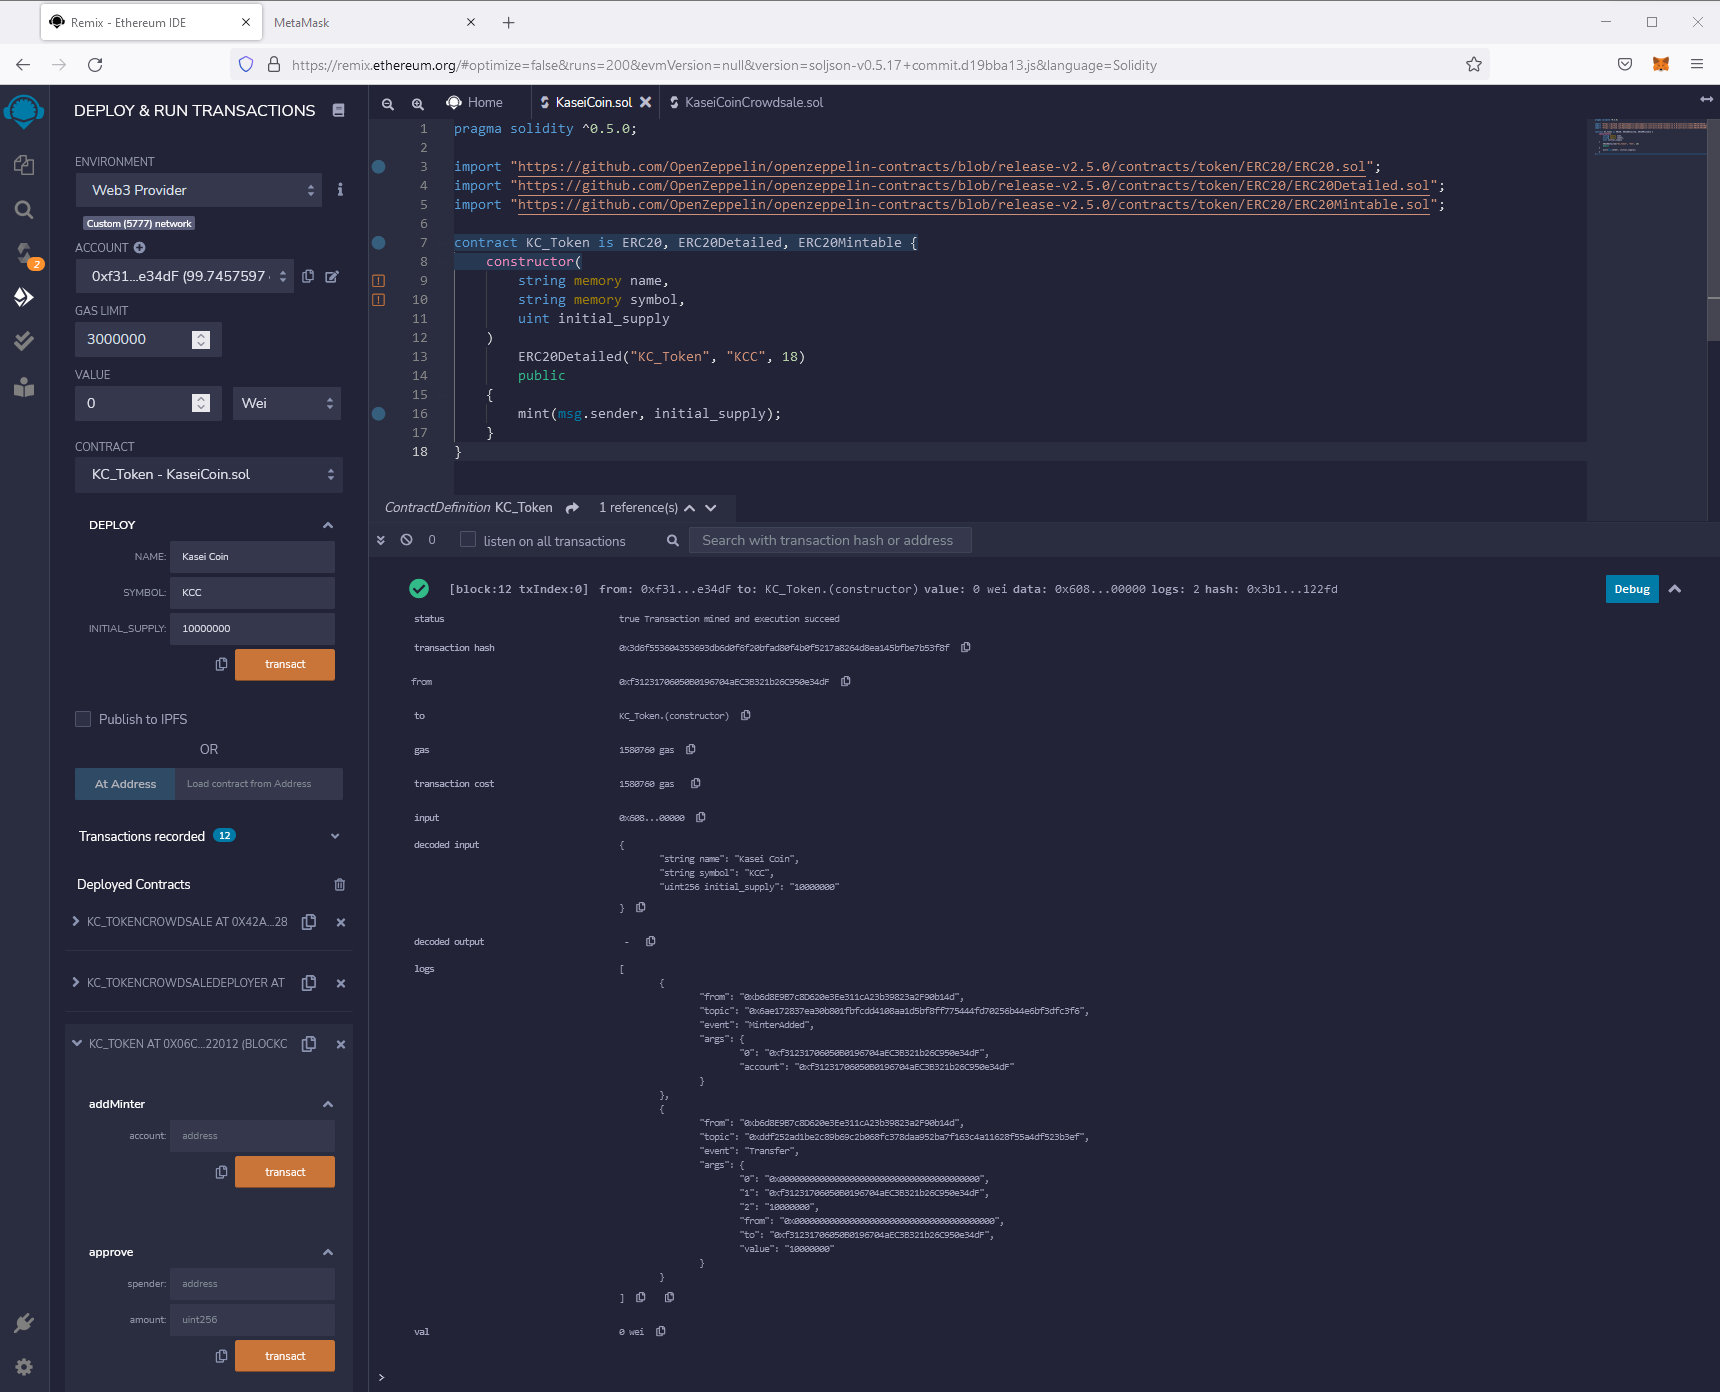 Remix - Ethereum IDE
MetaMask
https://remix.ethereum.org/#optimize=false&runs=200&evmVersion=null&version=soljson-v0.5.17+commit.d19bba13.js&language=Solidity
DEPLOY & RUN TRANSACTIONS
ENVIRONMENT
Web3 Provider
Custom (5777) network
ACCOUNT
0xf31...e34dF (99.7457597
GAS LIMIT
3000000
VALUE
0
Wei
CONTRACT
KC_Token - KaseiCoin.sol
DEPLOY
NAME: Kasei Coin
SYMBOL: KCC
INITIAL_SUPPLY: 10000000
transact
Publish to IPFS
OR
At Address Load contract from Address
Transactions recorded 12
Deployed Contracts
KC_TOKENCROWDSALE AT 0X42A...28
KC_TOKENCROWDSALEDEPLOYER AT
KC_TOKEN AT 0X06C...22012 (BLOCKC
addMinter
account: address
transact
approve
spender: address
amount: uint256
transact
2
Home
KaseiCoin.sol
KaseiCoinCrowdsale.sol
1 pragma solidity ^0.5.0;
2
3 import "https://github.com/OpenZeppelin/openzeppelin-contracts/blob/release-v2.5.0/contracts/token/ERC20/ERC20.sol";
4 import "https://github.com/OpenZeppelin/openzeppelin-contracts/blob/release-v2.5.0/contracts/token/ERC20/ERC20Detailed.sol";
5 import "https://github.com/OpenZeppelin/openzeppelin-contracts/blob/release-v2.5.0/contracts/token/ERC20/ERC20Mintable.sol";
6
7 contract KC_Token is ERC20, ERC20Detailed, ERC20Mintable {
8 constructor(
9 string memory name,
10 string memory symbol,
11 uint initial_supply
12 )
13 ERC20Detailed("KC_Token", "KCC", 18)
14 public
15 {
16 mint(msg.sender, initial_supply);
17 }
18 }
ContractDefinition KC_Token 1 reference(s)
0 listen on all transactions Search with transaction hash or address
[block:12 txIndex:0] from: 0xf31...e34dF to: KC_Token.(constructor) value: 0 wei data: 0x608...00000 logs: 2 hash: 0x3b1...122fd
Debug
status true Transaction mined and execution succeed
transaction hash
from 0xf31231706050B0196704aEC3B321b26C950e34dF
to KC_Token.(constructor)
gas 1580760 gas
transaction cost 1580760 gas
input 0x608...00000
decoded input {
"string name": "Kasei Coin",
"string symbol": "KCC",
"uint256 initial_supply": "10000000"
}
decoded output -
logs [
{
"from": "0xb6d8E9B7c8D620e3Ee311cA23b39823a2F90b14d",
"topic": "0x6ae172837ea30b801fbfcdd4108aa1d5bf8ff775444fd70256b44e6bf3dfc3f6",
"event": "MinterAdded",
"args": {
"0": "0xf31231706050B0196704aEC3B321b26C950e34dF",
"account": "0xf31231706050B0196704aEC3B321b26C950e34dF"
}
},
{
"from": "0xb6d8E9B7c8D620e3Ee311cA23b39823a2F90b14d",
"topic": "0xddf252ad1be2c89b69c2b068fc378daa952ba7f163c4a11628f55a4df523b3ef",
"event": "Transfer",
"args": {
"0": "0x0000000000000000000000000000000000000000",
"1": "0xf31231706050B0196704aEC3B321b26C950e34dF",
"2": "10000000",
"from": "0x0000000000000000000000000000000000000000",
"to": "0xf31231706050B0196704aEC3B321b26C950e34dF",
"value": "10000000"
}
}
]
val 0 wei
>